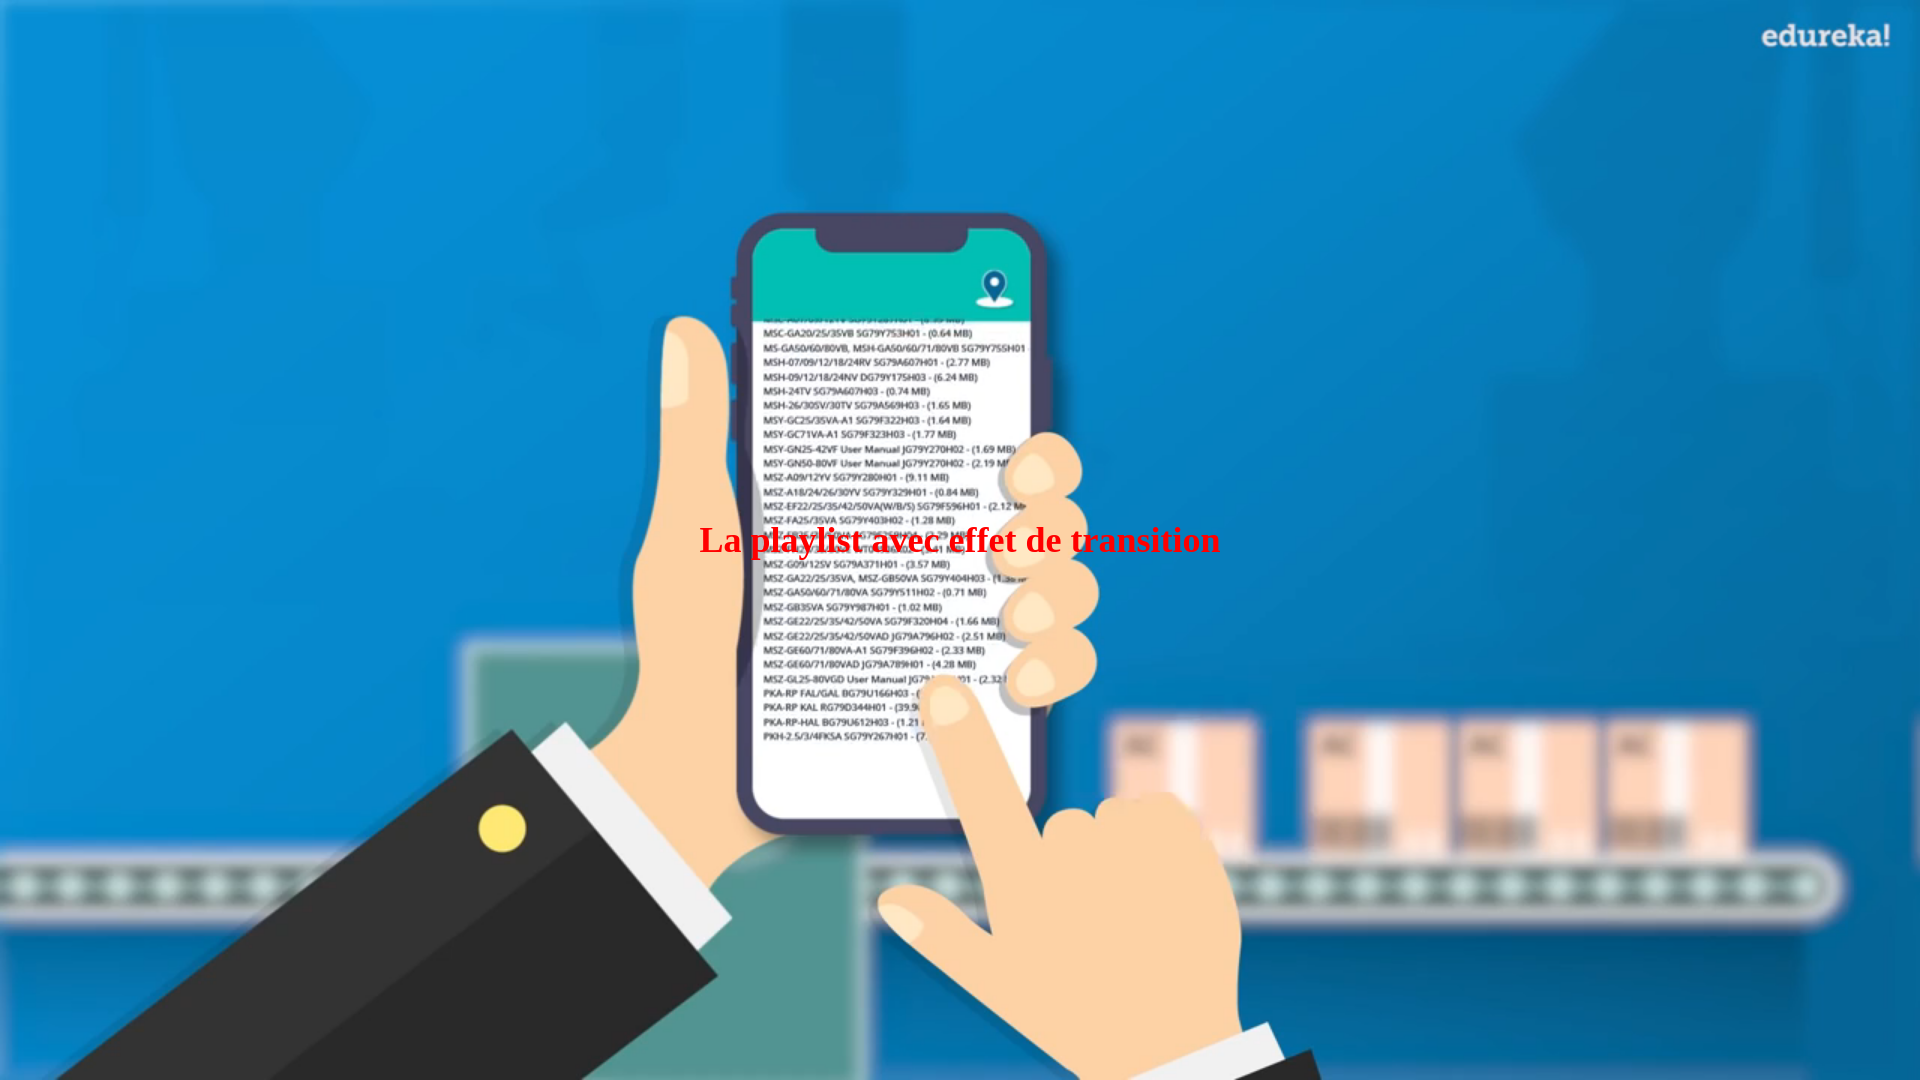 edureka!
MSC-GA20/25/35VB SG79Y753H01 - (0.64 MB)
MS-GA50/60/80VB, MSH-GA50/60/71/80VB SG79Y755H01
MSH-07/09/12/18/24RV SG79A607H01 - (2.77 MB)
MSH-09/12/18/24NV DG79Y175H03 - (6.24 MB)
MSH-24TV SG79A607H03 - (0.74 MB)
MSH-26/30SV/30TV SG79A569H03 - (1.65 MB)
MSY-GC25/35VA-A1 SG79F322H03 - (1.64 MB)
MSY-GC71VA-A1 SG79F323H03 - (1.77 MB)
MSY-GN25-42VF User Manual JG79Y270H02 - (1.69 MB)
MSY-GN50-80VF User Manual JG79Y270H02 - (2.19 M
MSZ-A09/12YV SG79Y280H01 - (9.11 MB)
MSZ-A18/24/26/30YV SG79Y329H01 - (0.84 MB)
MSZ-EF22/25/35/42/50VA(W/B/S) SG79F596H01 - (2.12 M
MSZ-FA25/35VA SG79Y403H02 - (1.28 MB)
La playlist avec effet de transition
MSZ-G09/12SV SG79A371H01 - (3.57 MB)
MSZ-GA22/25/35VA, MSZ-GB50VA SG79Y404H03 -
MSZ-GA50/60/71/80VA SG79Y511H02 - (0.71 MB)
MSZ-GB35VA SG79Y987H01 - (1.02 MB)
MSZ-GE22/25/35/42/50VA SG79F320H04 - (1.66 MB)
MSZ-GE22/25/35/42/50VAD JG79A796H02 - (2.51 MB)
MSZ-GE60/71/80VA-A1 SG79F396H02 - (2.33 MB)
MSZ-GE60/71/80VAD JG79A789H01 - (4.28 MB)
MSZ-GL25-80VGD User Manual
PKA-RP FAL/GAL BG79U166H03 -
PKA-RP KAL RG79D344H01 - (39.9
PKA-RP-HAL BG79U612H03 - (1.21
PKH-2.5/3/4FKSA SG79Y267H01 - (7.